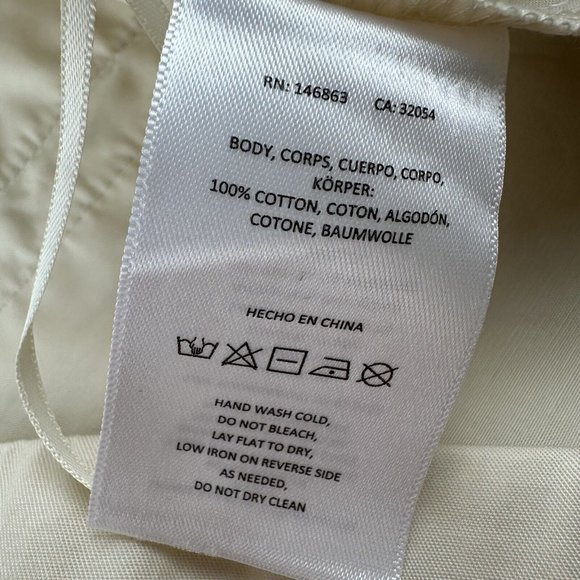 RN: 146863 CA: 32054
BODY, CORPS, CUERPO, CORPO,
KÖRPER:
100% COTTON, COTON, ALGODÓN,
COTONE, BAUMWOLLE
HECHO EN CHINA
HAND WASH COLD,
DO NOT BLEACH,
LAY FLAT TO DRY,
LOW IRON ON REVERSE SIDE
AS NEEDED,
DO NOT DRY CLEAN